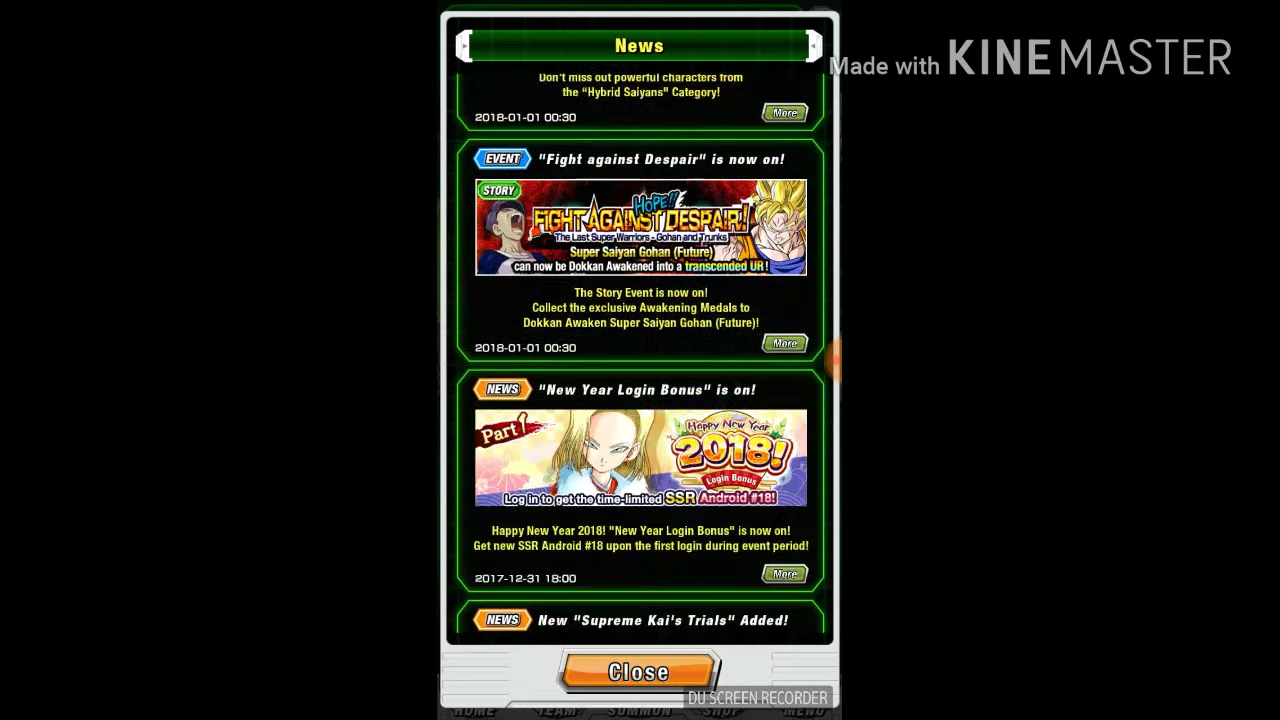 Made with KINEMASTER
News
Don't miss out powerful characters from
the “Hybrid Saiyans" Category!
2018-01-01 00:30
More
EVENT
"Fight against Despair" is now on!
STORY
HOPE!!
FIGHT AGAINST DESPAIR!
The Last Super Warriors - Gohan and Trunks
Super Saiyan Gohan (Future)
can now be Dokkan Awakened into a transcended UR!
The Story Event is now on!
Collect the exclusive Awakening Medals to
Dokkan Awaken Super Saiyan Gohan (Future)!
2018-01-01 00:30
More
NEWS
"New Year Login Bonus" is on!
Part 1
Happy New Year
2018!
Login Bonus
Log in to get the time-limited SSR Android #18!
Happy New Year 2018! "New Year Login Bonus" is now on!
Get new SSR Android #18 upon the first login during event period!
2017-12-31 18:00
More
NEWS
New "Supreme Kai's Trials" Added!
Close
DU SCREEN RECORDER
HOME TEAM SUMMON SHOP MENU